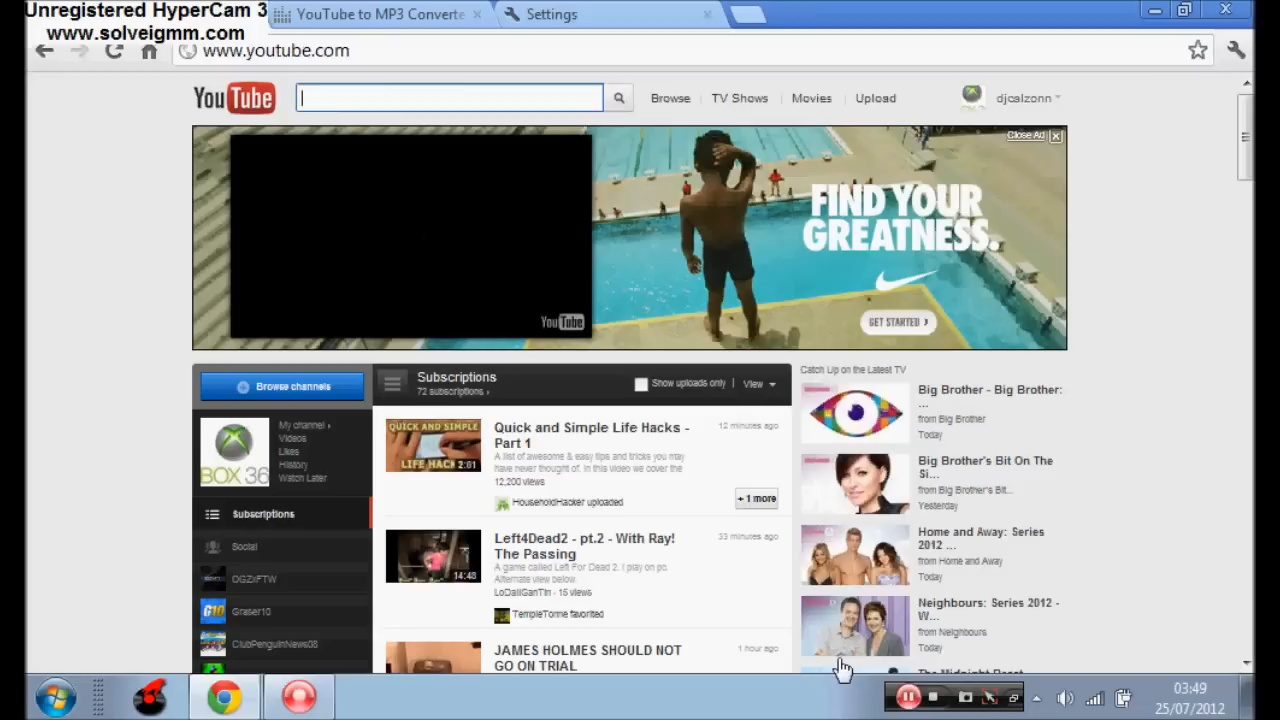 Unregistered HyperCam 3
www.solveigmm.com
YouTube to MP3 Converte
Settings
www.youtube.com
YouTube
Browse
TV Shows
Movies
Upload
djcalzonn
Close Ad
FIND YOUR
GREATNESS.
GET STARTED
YouTube
Browse channels
Subscriptions
72 subscriptions
Show uploads only
View
Catch Up on the Latest TV
BOX 36
My channel
Videos
Likes
History
Watch Later
Subscriptions
Social
OGZxFTW
Graser10
ClubPenguinNews08
QUICK AND SIMPLE
LIFE HACK
2:01
Quick and Simple Life Hacks -
Part 1
12 minutes ago
A list of awesome & easy tips and tricks you
may have never thought of. In this video we cover the
12,200 views
HouseholdHacker uploaded
+ 1 more
14:48
Left4Dead2 - pt.2 - With Ray!
The Passing
33 minutes ago
A game called Left For Dead 2. I play on pc.
Alternate view below.
15 views
TempleTorme favorited
JAMES HOLMES SHOULD NOT
GO ON TRIAL
1 hour ago
Big Brother - Big Brother:
...
from Big Brother
Today
Big Brother's Bit On The
Si...
from Big Brother's Bit...
Yesterday
Home and Away: Series
2012 ...
from Home and Away
Today
Neighbours: Series 2012 -
W...
from Neighbours
Today
03:49
25/07/2012